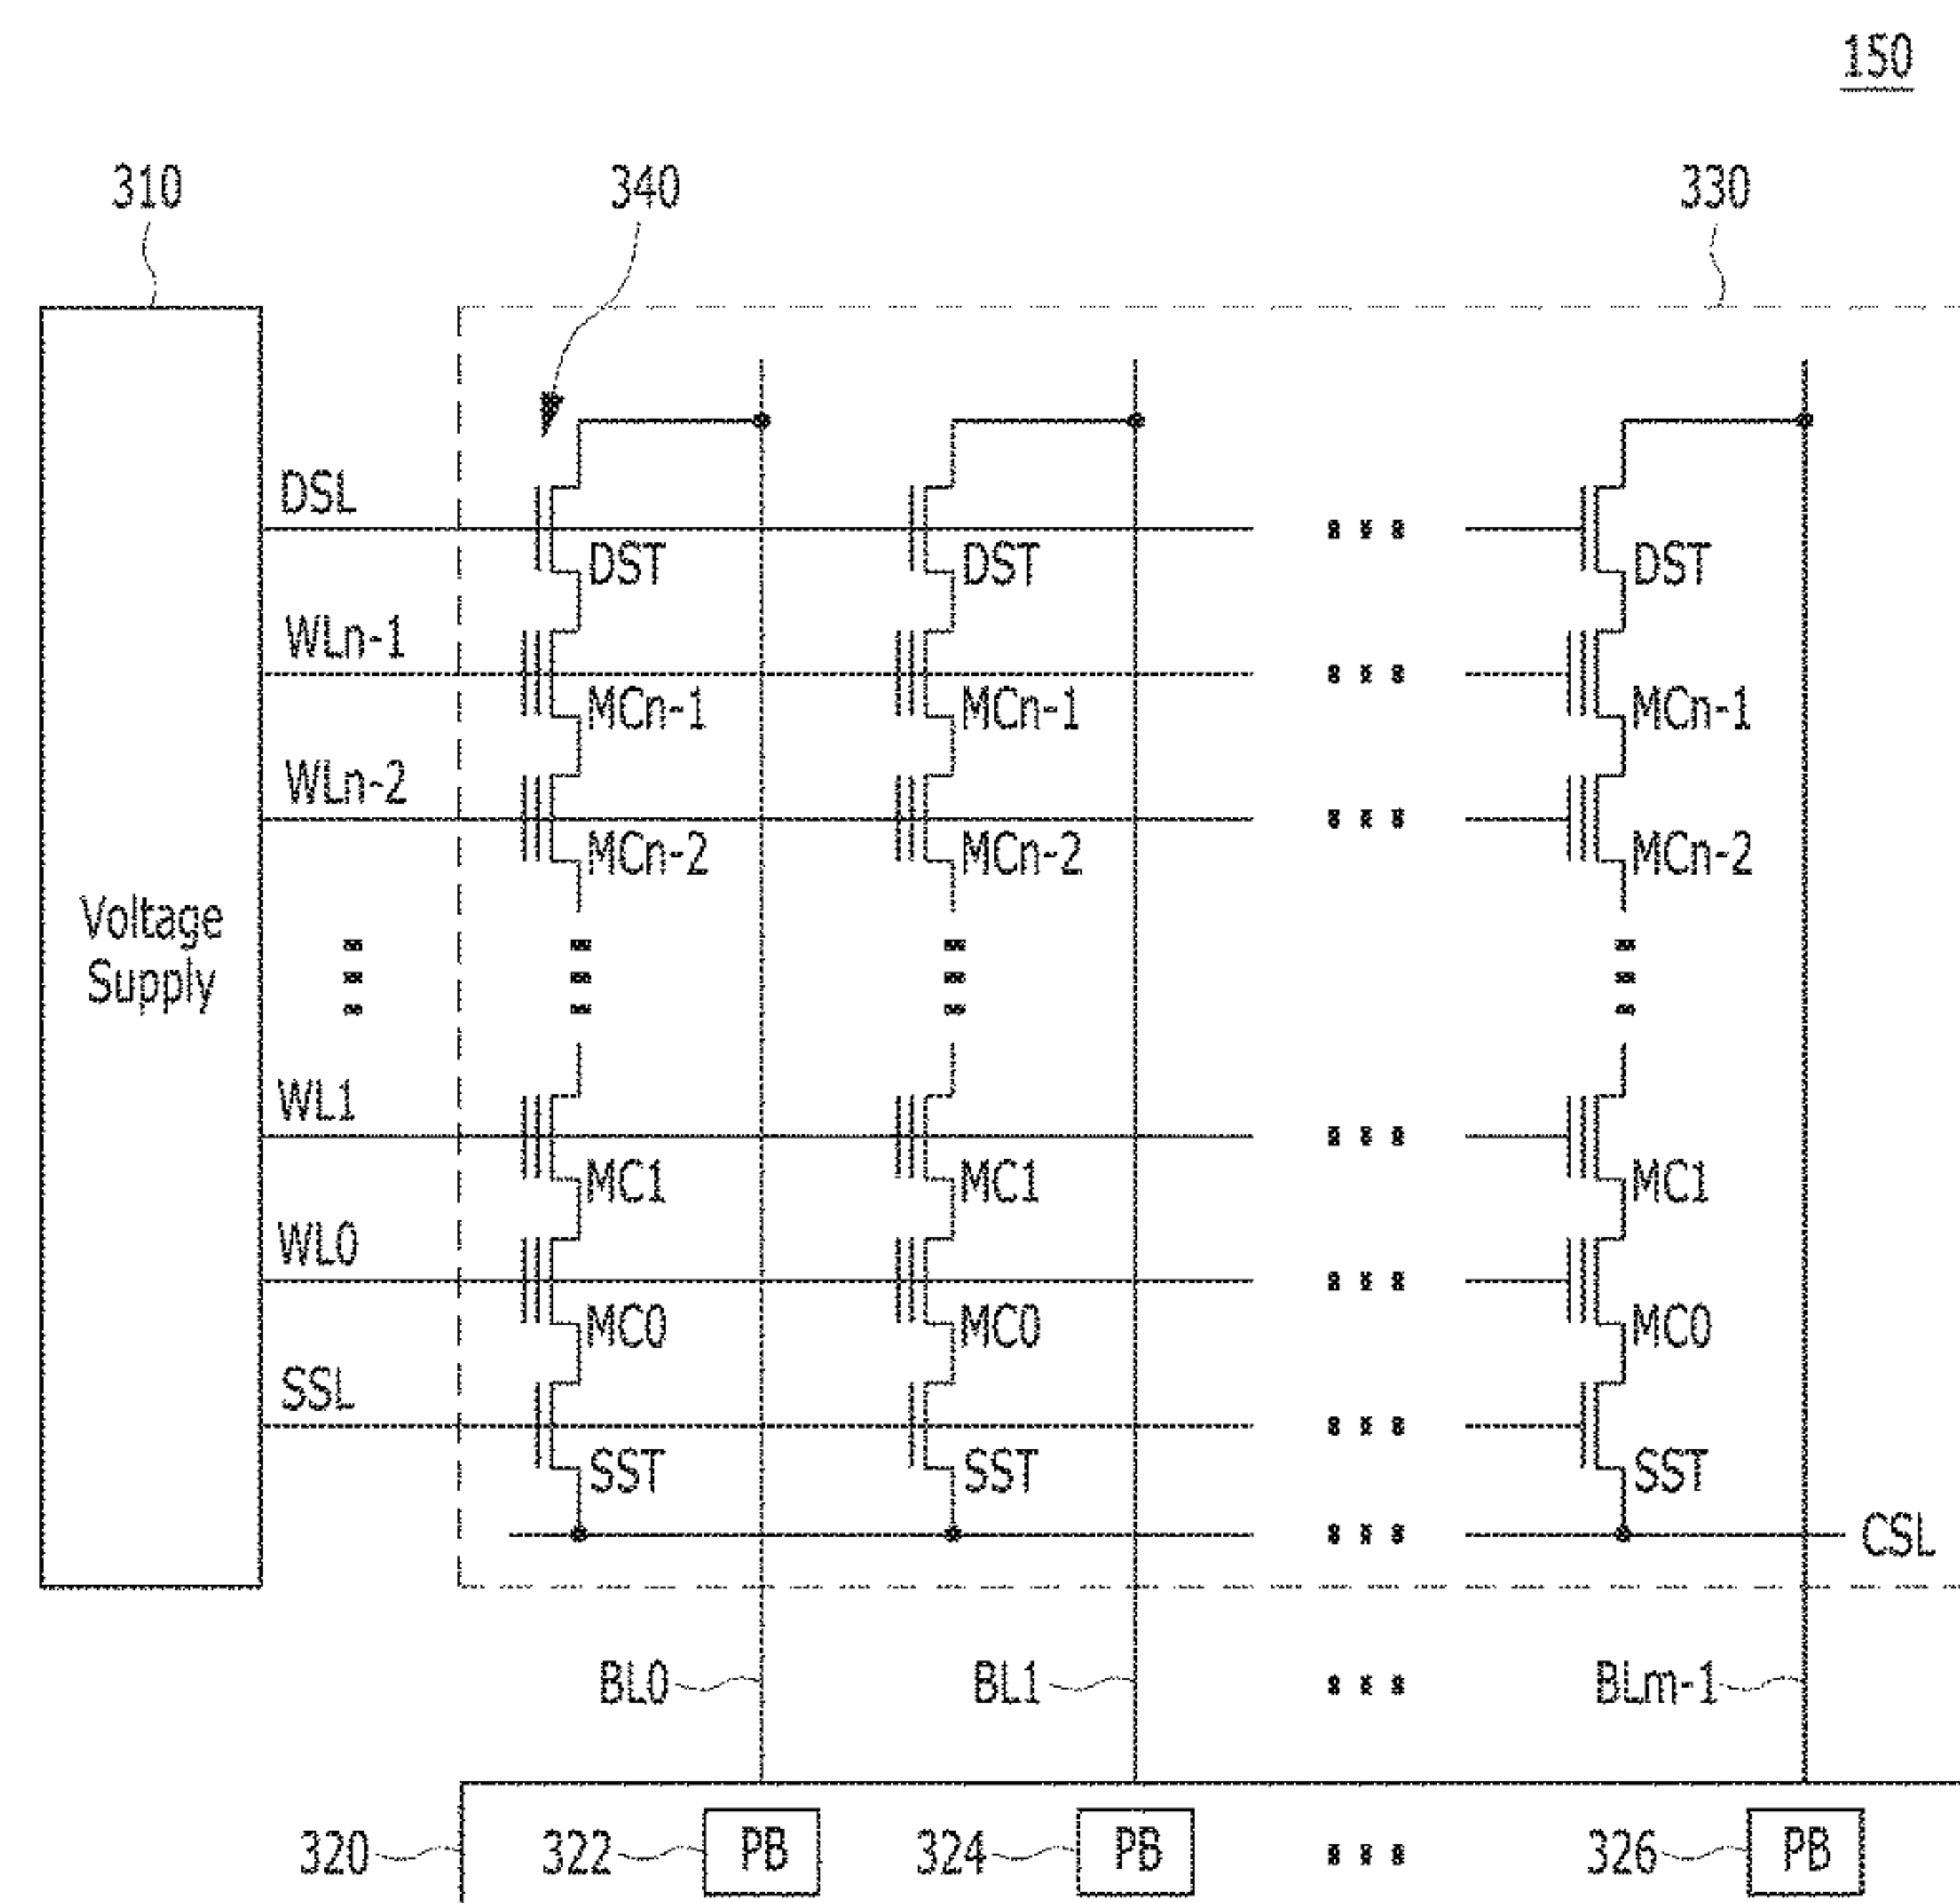 150
310 340 330
DSL
DST DST DST
WLn-1
MCn-1 MCn-1 MCn-1
WLn-2
MCn-2 MCn-2 MCn-2
Voltage
Supply
WL1
MC1 MC1 MC1
WL0
MC0 MC0 MC0
SSL
SST SST SST
CSL
BL0 BL1 BLm-1
320 322 PB 324 PB 326 PB